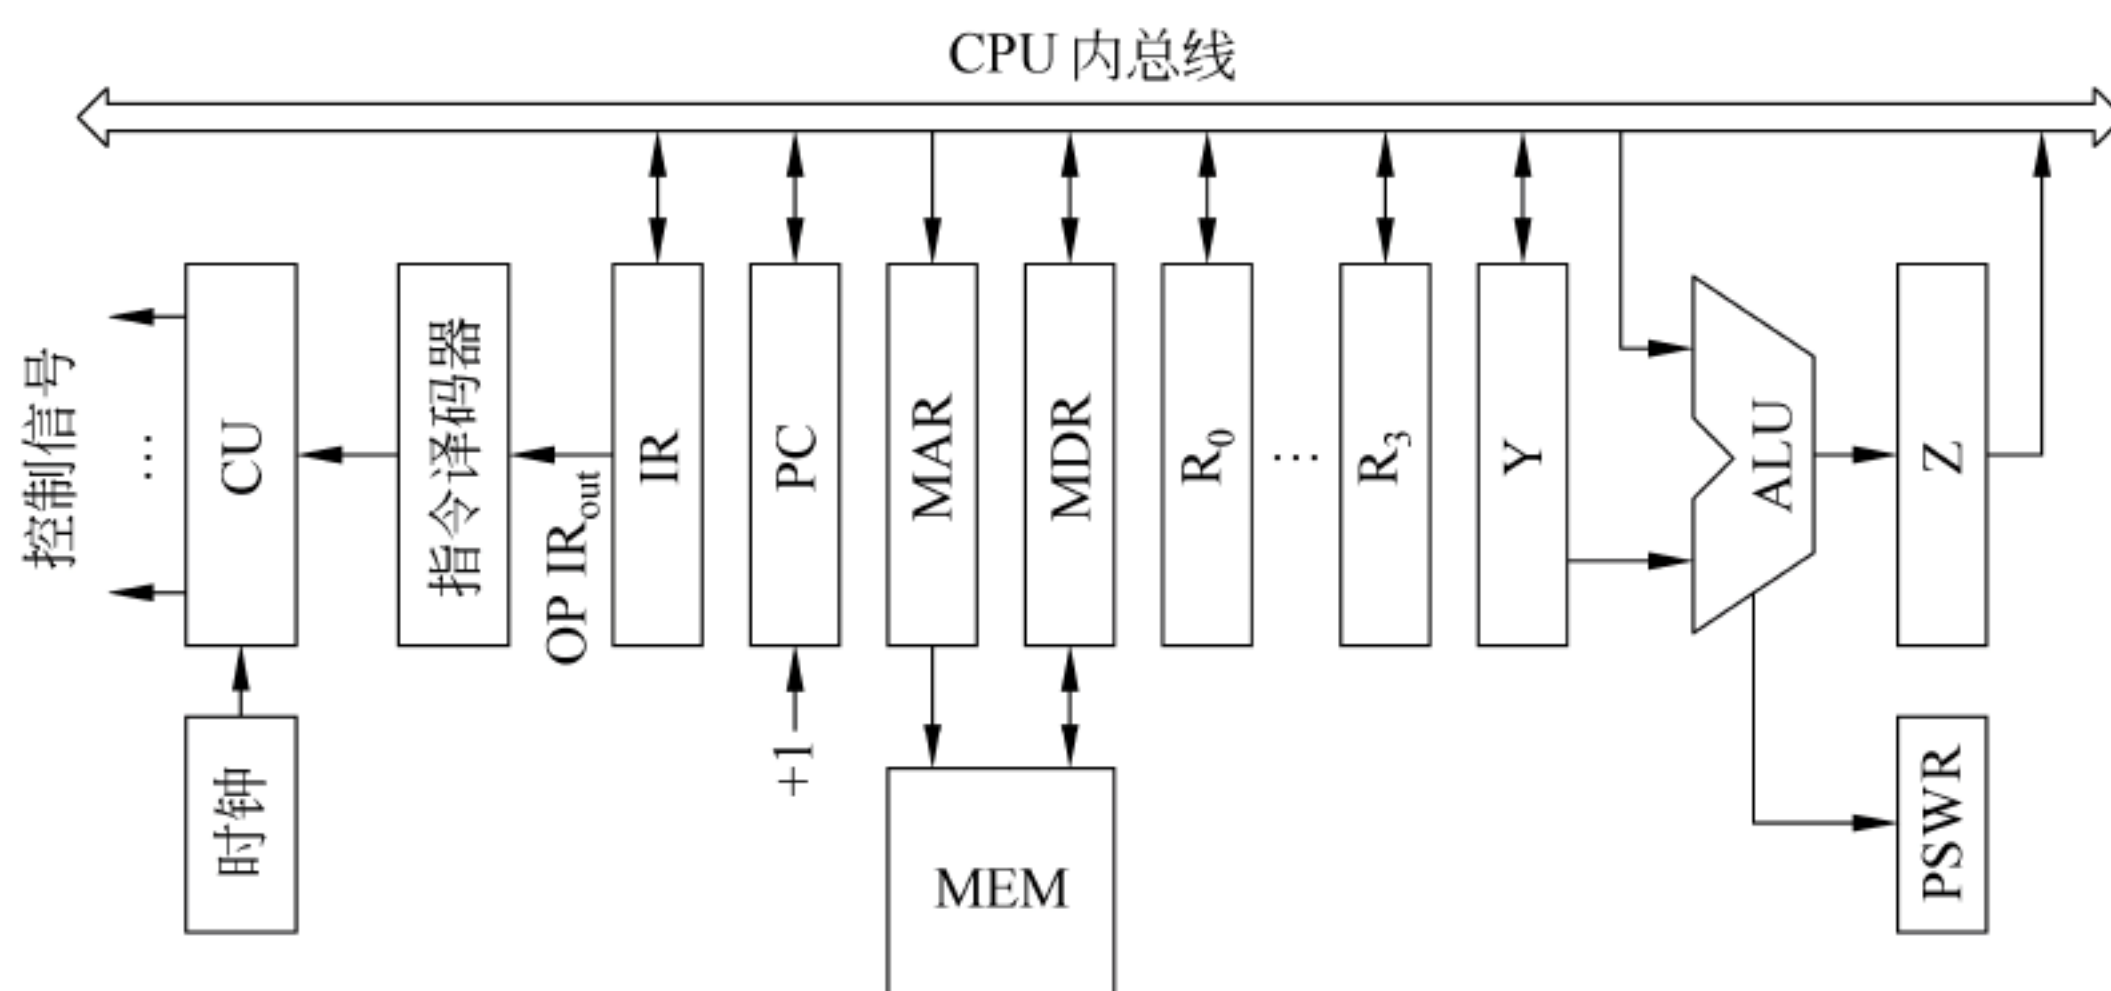 CPU 内总线
控制信号
…
CU
指令译码器
OP IRout
IR
PC
MAR
MDR
R0
…
R3
Y
ALU
Z
时钟
+1
MEM
PSWR